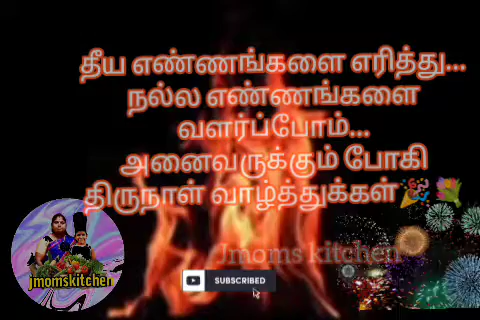 தீய எண்ணங்களை எரித்து...
நல்ல எண்ணங்களை
வளர்ப்போம்...
அனைவருக்கும் போகி
திருநாள் வாழ்த்துக்கள்🎉💐
Jmoms kitchen
jmomskitchen
SUBSCRIBED